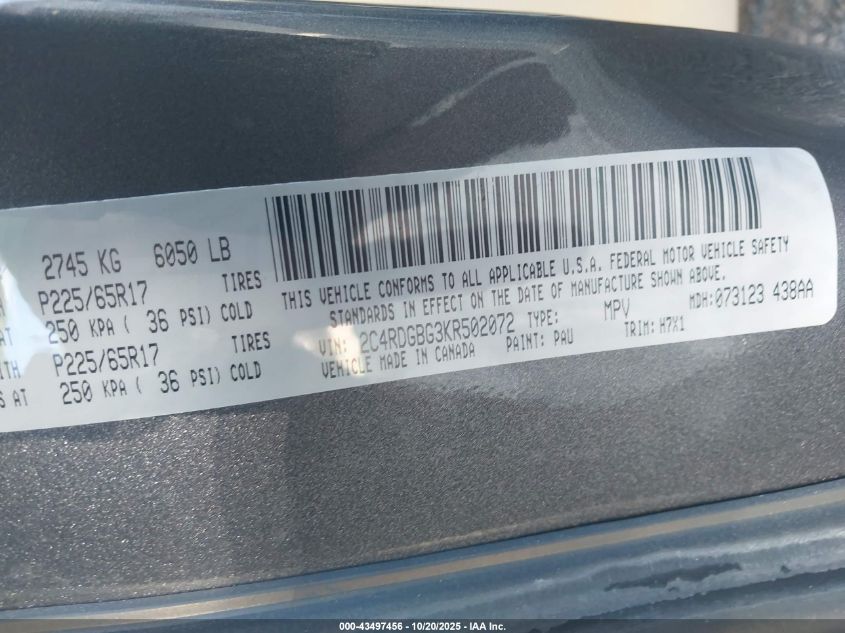 2745 KG 6050 LB
P225/65R17 TIRES
250 KPA ( 36 PSI) COLD
P225/65R17 TIRES
S AT 250 KPA ( 36 PSI) COLD
THIS VEHICLE CONFORMS TO ALL APPLICABLE U.S.A. FEDERAL MOTOR VEHICLE SAFETY
STANDARDS IN EFFECT ON THE DATE OF MANUFACTURE SHOWN ABOVE.
VIN: 2C4RDGBG3KR502072 TYPE: MPV MDH:073123 438AA
VEHICLE MADE IN CANADA PAINT: PAU TRIM: H7X1
000-43497456 - 10/20/2025 - IAA Inc.